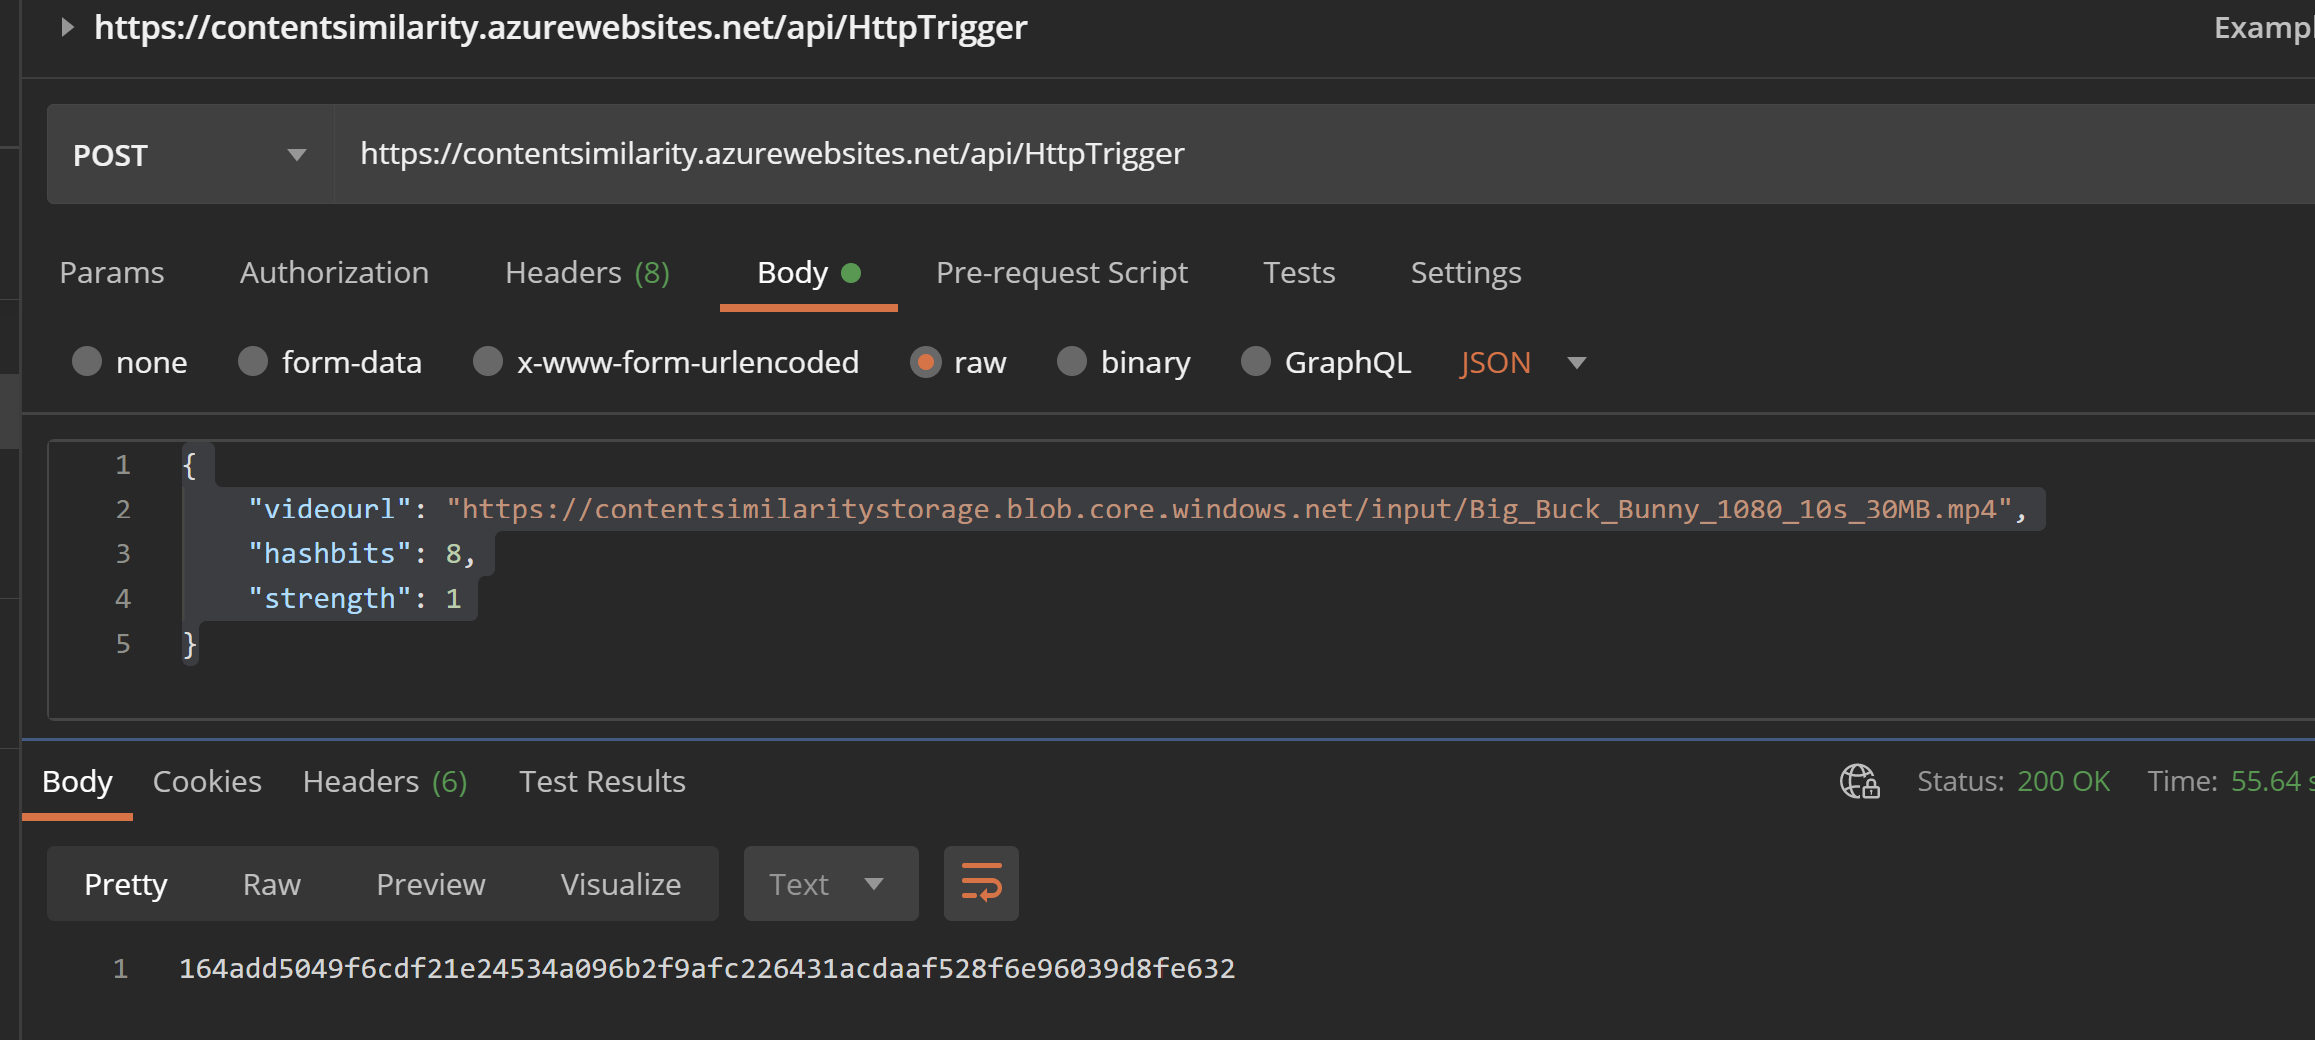 https://contentsimilarity.azurewebsites.net/api/HttpTrigger
POST https://contentsimilarity.azurewebsites.net/api/HttpTrigger
Params Authorization Headers (8) Body Pre-request Script Tests Settings
none form-data x-www-form-urlencoded raw binary GraphQL JSON
1 {
2 "videourl": "https://contentsimilaritystorage.blob.core.windows.net/input/Big_Buck_Bunny_1080_10s_30MB.mp4",
3 "hashbits": 8,
4 "strength": 1
5 }
Body Cookies Headers (6) Test Results Status: 200 OK Time: 55.64
Pretty Raw Preview Visualize Text
1 164add5049f6cdf21e24534a096b2f9afc226431acdaaf528f6e96039d8fe632